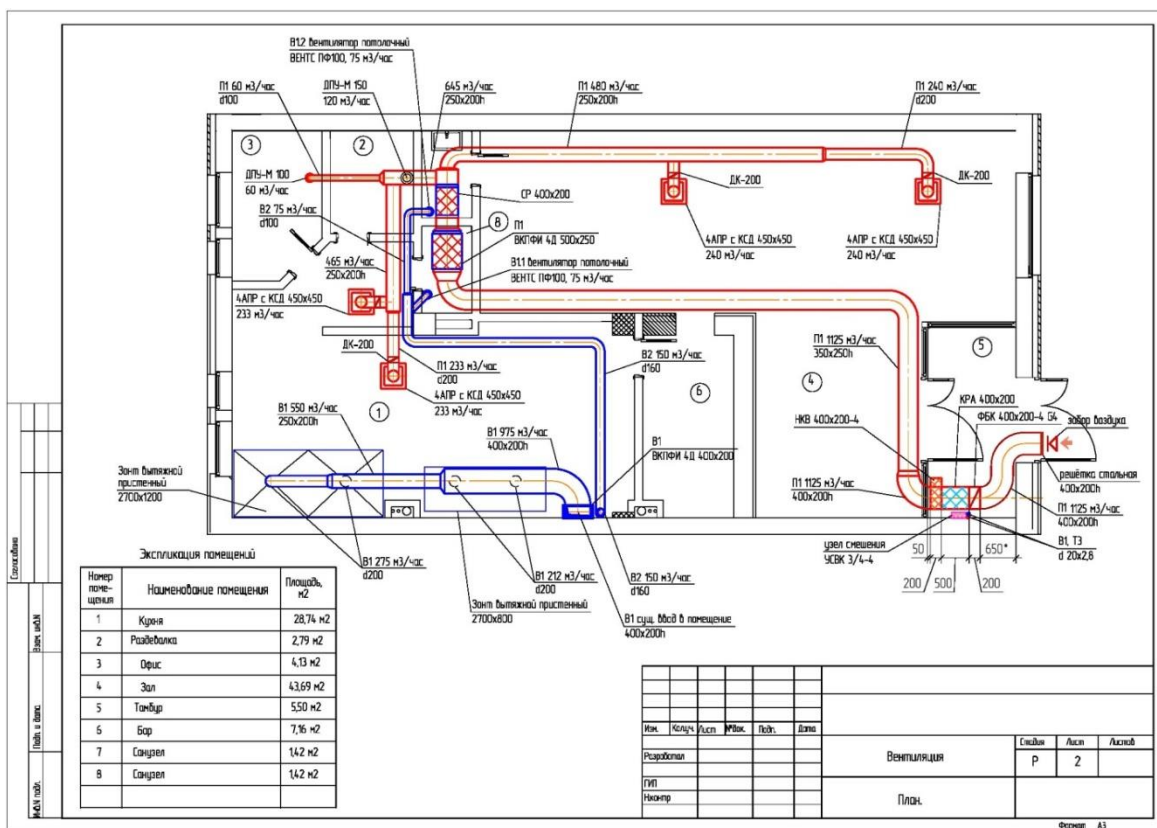 В1.2 вентилятор потолочный
ВЕНТС ПФ100, 75 м3/час
П1 60 м3/час
d100
ДПУ-М 150
120 м3/час
645 м3/час
250х200h
П1 480 м3/час
250х200h
П1 240 м3/час
d200
3
2
ДПУ-М 100
60 м3/час
ДК-200
ДК-200
СР 400х200
В2 75 м3/час
d100
8
П1
ВКПФИ 4Д 500х250
4АПР с КСД 450х450
240 м3/час
4АПР с КСД 450х450
240 м3/час
465 м3/час
250х200h
В1.1 вентилятор потолочный
ВЕНТС ПФ100, 75 м3/час
4АПР с КСД 450х450
233 м3/час
ДК-200
П1 233 м3/час
d200
4АПР с КСД 450х450
233 м3/час
П1 1125 м3/час
350х250h
5
В2 150 м3/час
d160
1
6
4
КРА 400х200
НКВ 400х200-4
ФБК 400х200-4 G4
забор воздуха
В1 550 м3/час
250х200h
В1 975 м3/час
400х200h
В1
ВКПФИ 4Д 400х200
Зонт вытяжной
пристенный
2700х1200
П1 1125 м3/час
400х200h
решётка стальная
400х200h
П1 1125 м3/час
400х200h
узел смешения
УСВК 3/4-4
50
650*
200
500
200
В1, Т3
d 20х2,8
В1 275 м3/час
d200
В1 212 м3/час
d200
В2 150 м3/час
d160
Зонт вытяжной пристенный
2700х800
В1 сущ. ввод в помещение
400х200h
Экспликация помещений
Номер помещения Наименование помещения Площадь, м2
1 Кухня 28,74 м2
2 Раздевалка 2,79 м2
3 Офис 4,13 м2
4 Зал 43,69 м2
5 Тамбур 5,50 м2
6 Бар 7,16 м2
7 Санузел 1,42 м2
8 Санузел 1,42 м2
Согласовано
Взам. инв.N
Подп. и дата
Инв.N подл.
Изм. Колуч. Лист №док. Подп. Дата
Разработал
ГИП
Нконтр
Вентиляция
План.
Стадия Лист Листов
Р 2
Формат А3